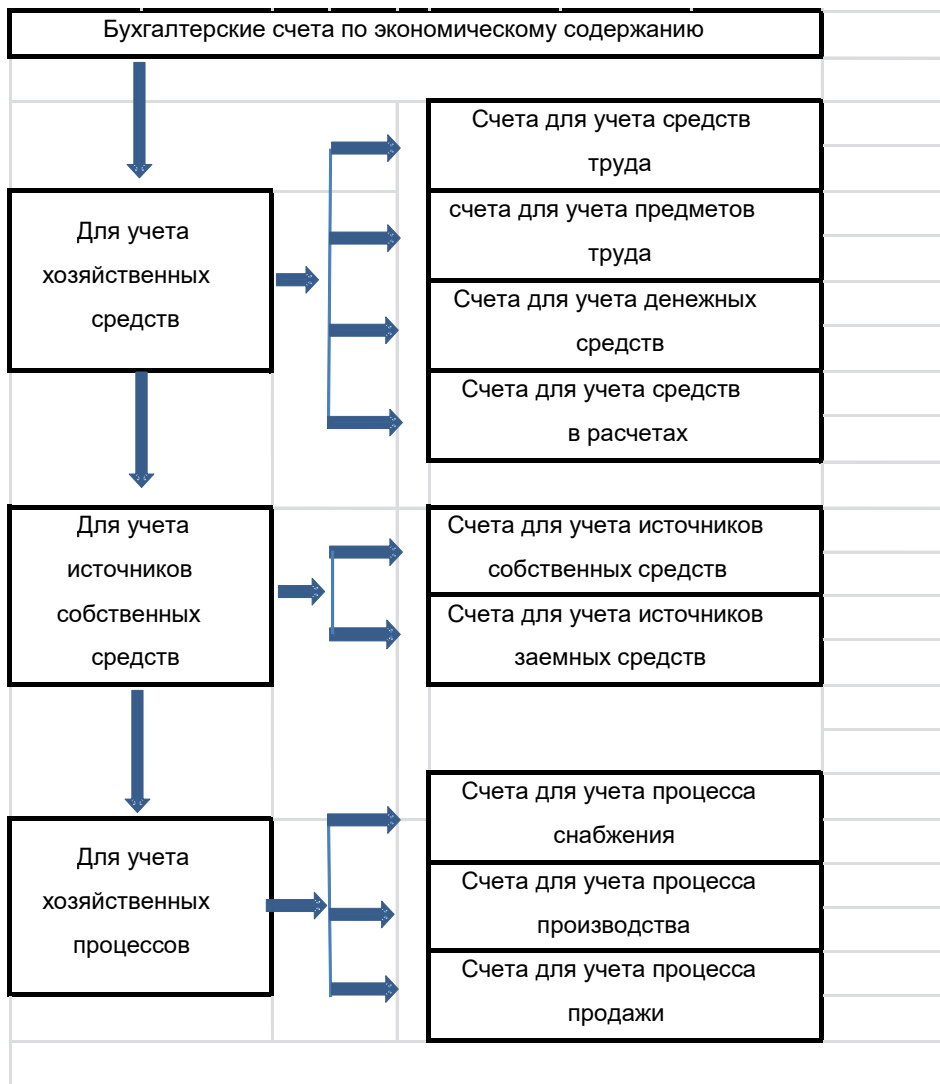 Бухгалтерские счета по экономическому содержанию
Счета для учета средств
труда
Для учета
хозяйственных
средств
счета для учета предметов
труда
Счета для учета денежных
средств
Счета для учета средств
в расчетах
Для учета
источников
собственных
средств
Счета для учета источников
собственных средств
Счета для учета источников
заемных средств
Для учета
хозяйственных
процессов
Счета для учета процесса
снабжения
Счета для учета процесса
производства
Счета для учета процесса
продажи